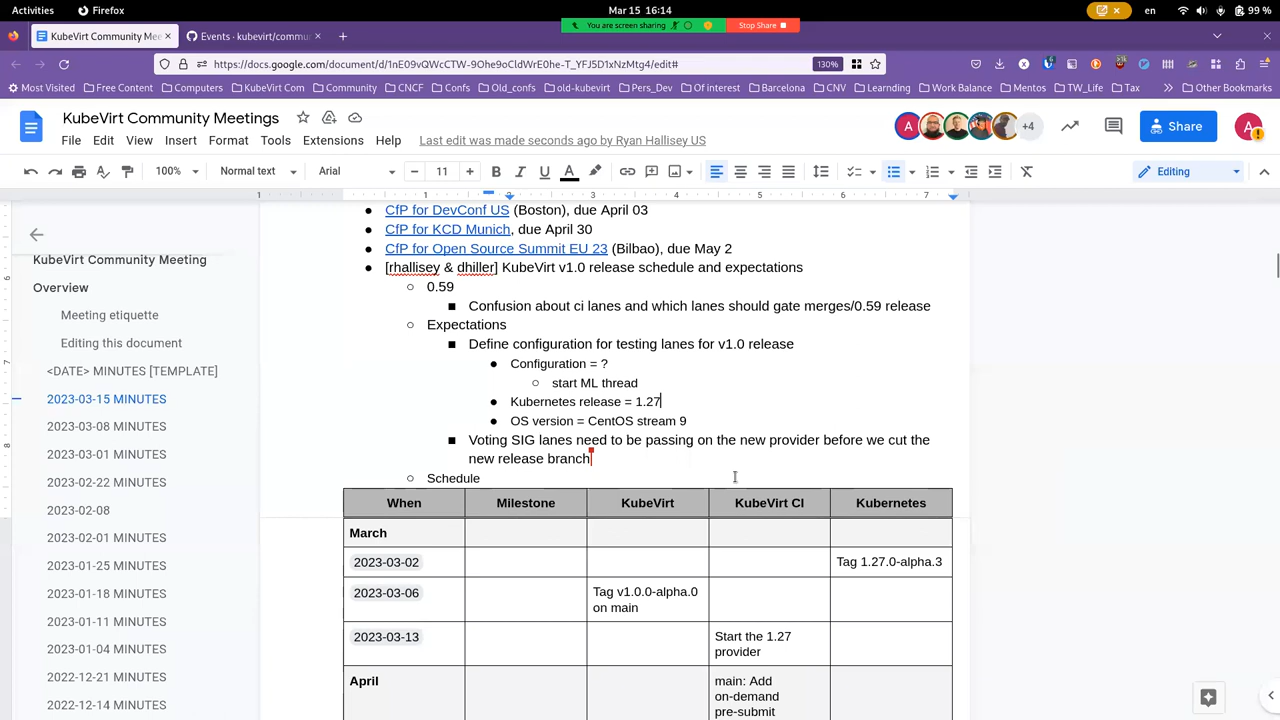 Activities
Firefox
Mar 15 16:14
en
99 %
You are screen sharing
Stop Share
KubeVirt Community Mee
Events · kubevirt/commu
https://docs.google.com/document/d/1nE09vQWcCTW-9Ohe9oCldWrE0he-T_YFJ5D1xNzMtg4/edit#
130%
Most Visited
Free Content
Computers
KubeVirt Com
Community
CNCF
Confs
Old_confs
old-kubevirt
Pers_Dev
Of interest
Barcelona
CNV
Learnding
Work Balance
Mentos
TW_Life
Tax
Other Bookmarks
KubeVirt Community Meetings
File Edit View Insert Format Tools Extensions Help
Last edit was made seconds ago by Ryan Hallisey US
A
+4
Share
A
100%
Normal text
Arial
11
Editing
1 1 2 3 4 5 6 7
KubeVirt Community Meeting
Overview
Meeting etiquette
Editing this document
<DATE> MINUTES [TEMPLATE]
2023-03-15 MINUTES
2023-03-08 MINUTES
2023-03-01 MINUTES
2023-02-22 MINUTES
2023-02-08
2023-02-01 MINUTES
2023-01-25 MINUTES
2023-01-18 MINUTES
2023-01-11 MINUTES
2023-01-04 MINUTES
2022-12-21 MINUTES
2022-12-14 MINUTES
6
7
8
CfP for DevConf US (Boston), due April 03
CfP for KCD Munich, due April 30
CfP for Open Source Summit EU 23 (Bilbao), due May 2
[rhallisey & dhiller] KubeVirt v1.0 release schedule and expectations
0.59
Confusion about ci lanes and which lanes should gate merges/0.59 release
Expectations
Define configuration for testing lanes for v1.0 release
Configuration = ?
start ML thread
Kubernetes release = 1.27
OS version = CentOS stream 9
Voting SIG lanes need to be passing on the new provider before we cut the
new release branch
Schedule
When Milestone KubeVirt KubeVirt CI Kubernetes
March
2023-03-02 Tag 1.27.0-alpha.3
2023-03-06 Tag v1.0.0-alpha.0
on main
2023-03-13 Start the 1.27
provider
April main: Add
on-demand
pre-submit